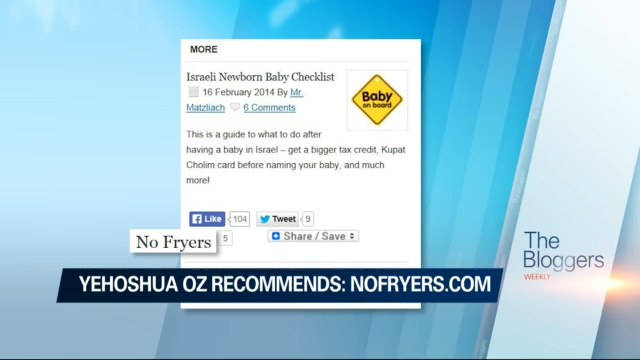 MORE
Israeli Newborn Baby Checklist
16 February 2014 By Mr.
Matzliach 6 Comments
Baby
on board
This is a guide to what to do after
having a baby in Israel – get a bigger tax credit, Kupat
Cholim card before naming your baby, and much
more!
Like 104 Tweet 9
5 Share / Save
No Fryers
YEHOSHUA OZ RECOMMENDS: NOFRYERS.COM
The
Bloggers
WEEKLY